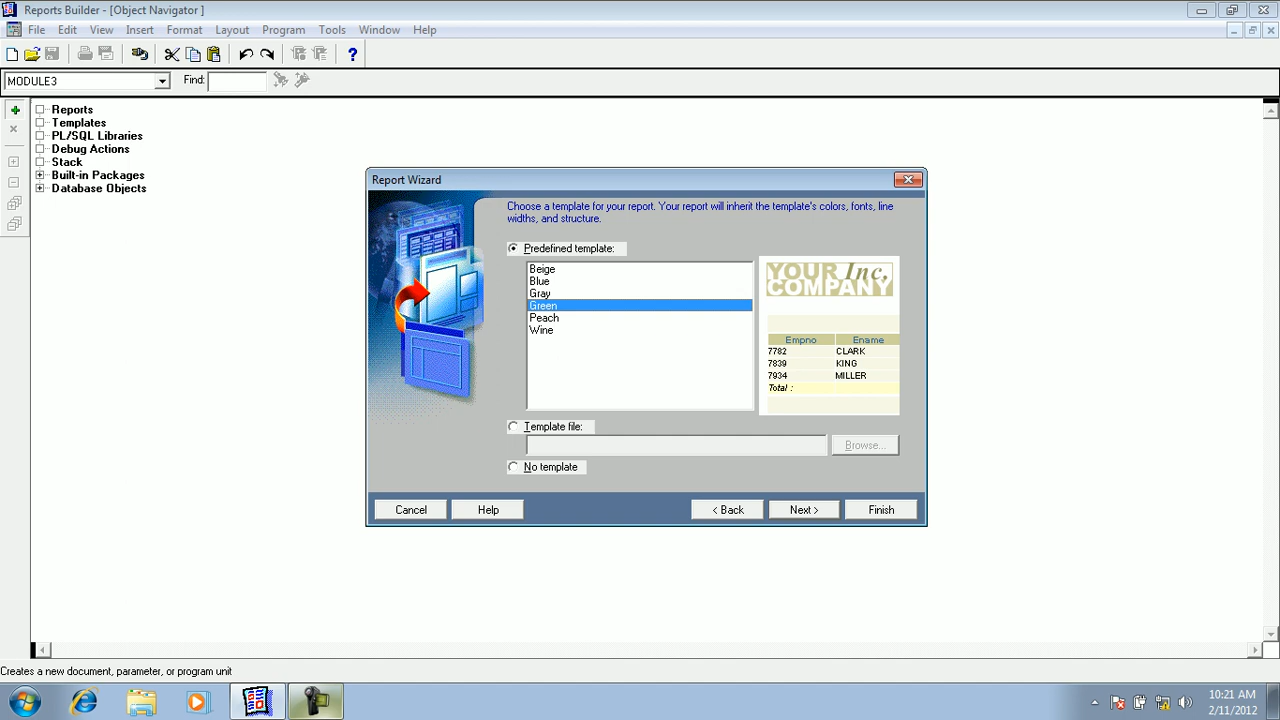 Reports Builder - [Object Navigator ]
File Edit View Insert Format Layout Program Tools Window Help
MODULE3 Find:
Reports
Templates
PL/SQL Libraries
Debug Actions
Stack
Built-in Packages
Database Objects
Report Wizard
Choose a template for your report. Your report will inherit the template's colors, fonts, line
widths, and structure.
Predefined template:
Beige
Blue
Gray
Green
Peach
Wine
YOUR Inc,
COMPANY
Empno Ename
7782 CLARK
7839 KING
7934 MILLER
Total :
Template file:
Browse...
No template
Cancel Help < Back Next > Finish
Creates a new document, parameter, or program unit
10:21 AM
2/11/2012